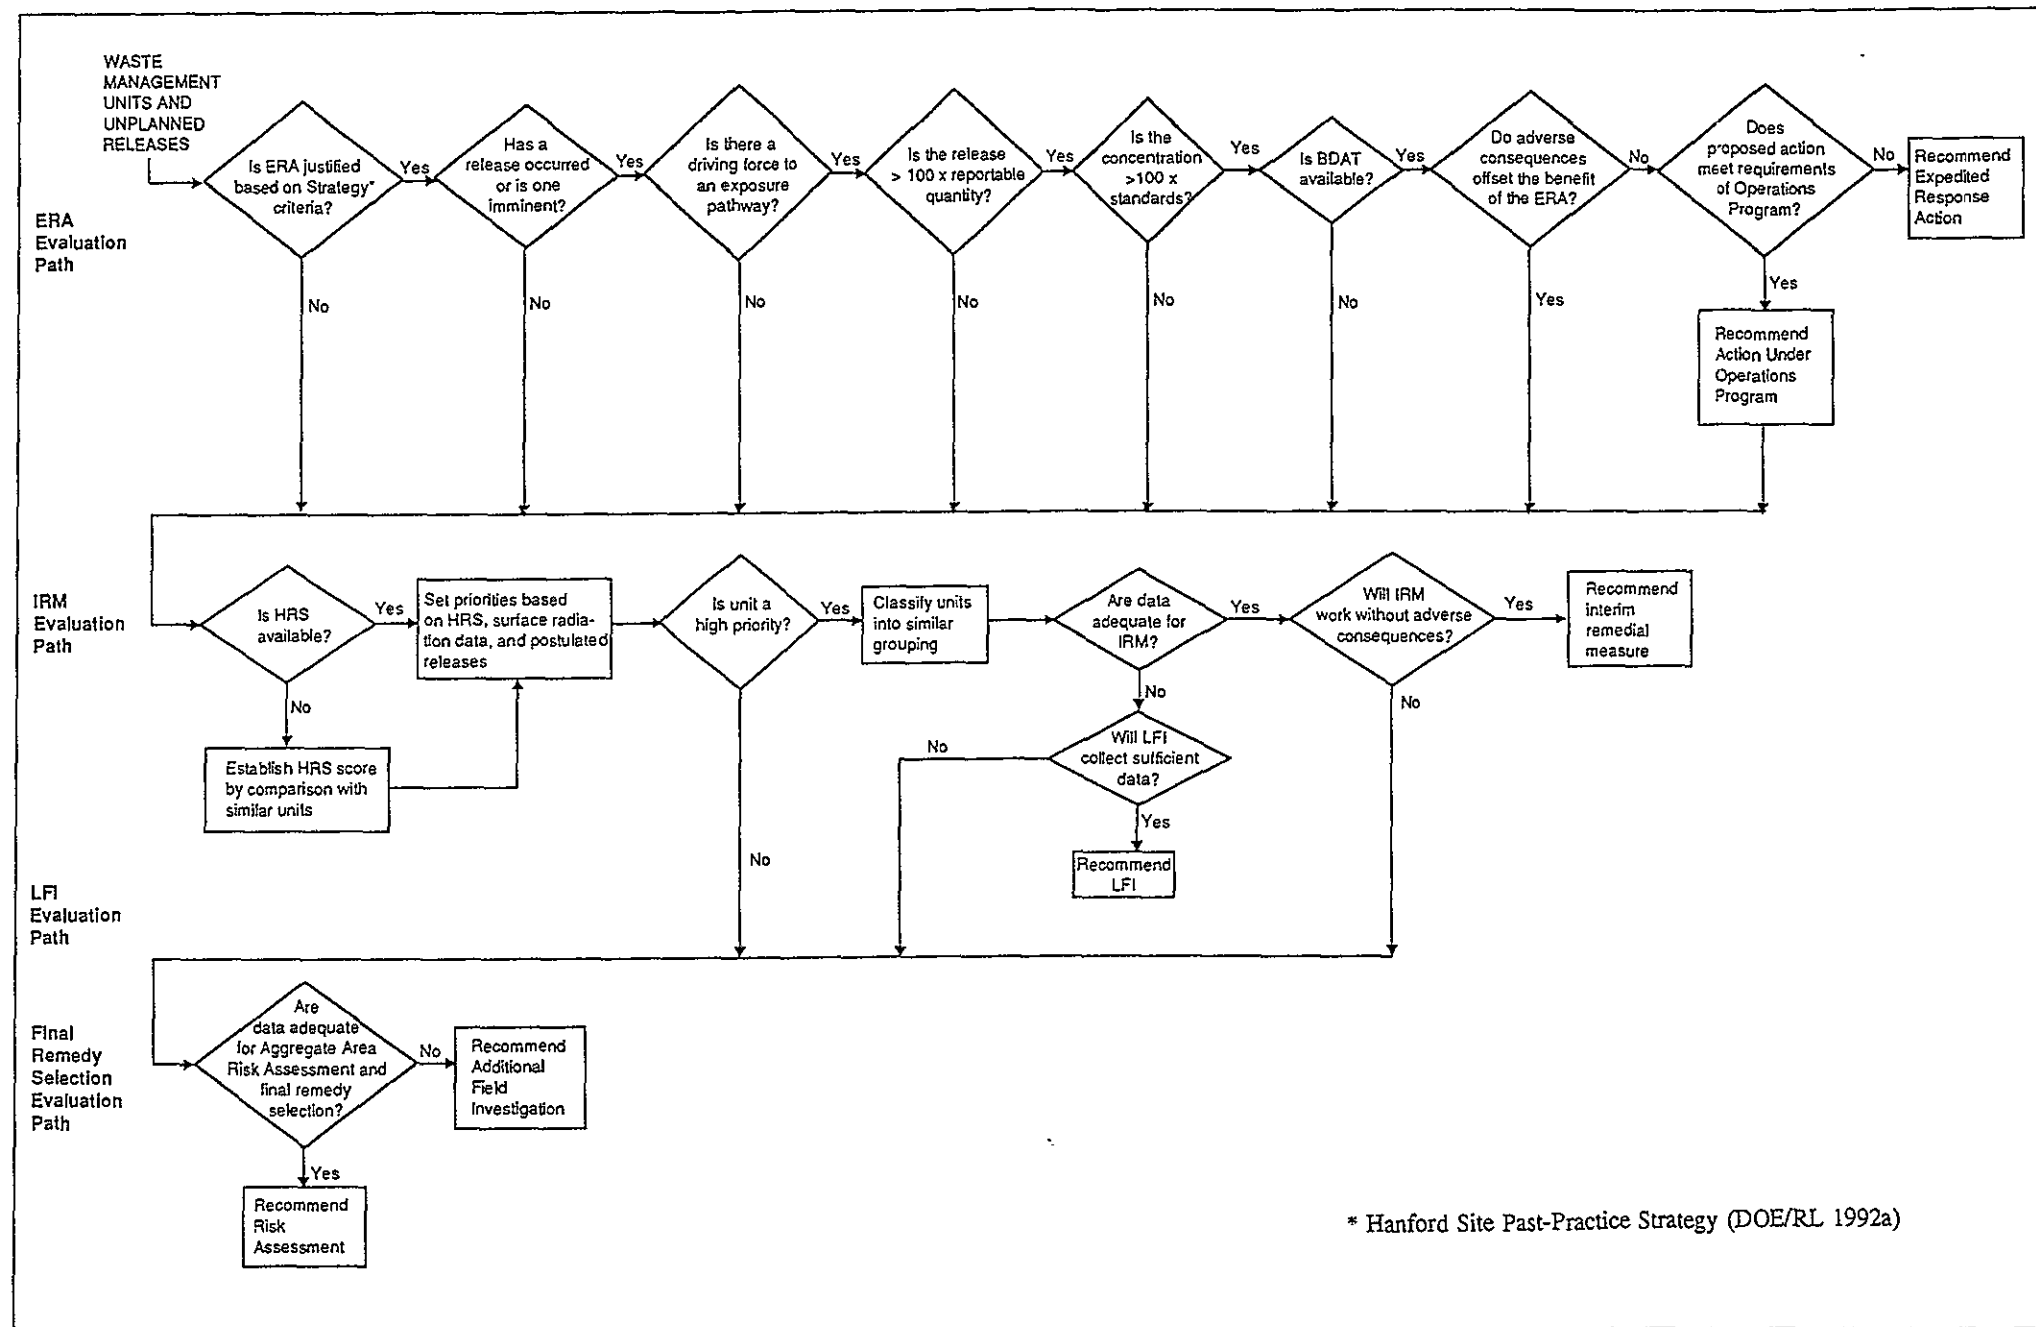 WASTE
MANAGEMENT
UNITS AND
UNPLANNED
RELEASES
ERA
Evaluation
Path
Is ERA justified
based on Strategy*
criteria?
Yes
No
Has a
release occurred
or is one
imminent?
Yes
No
Is there a
driving force to
an exposure
pathway?
Yes
No
Is the release
> 100 x reportable
quantity?
Yes
No
Is the
concentration
>100 x
standards?
Yes
No
Is BDAT
available?
Yes
No
Do adverse
consequences
offset the benefit
of the ERA?
No
Yes
Does
proposed action
meet requirements
of Operations
Program?
No
Yes
Recommend
Expedited
Response
Action
Recommend
Action Under
Operations
Program
IRM
Evaluation
Path
Is HRS
available?
Yes
No
Set priorities based
on HRS, surface radia-
tion data, and postulated
releases
Establish HRS score
by comparison with
similar units
Is unit a
high priority?
Yes
No
Classify units
into similar
grouping
Are data
adequate for
IRM?
Yes
No
Will IRM
work without adverse
consequences?
Yes
No
Recommend
interim
remedial
measure
Will LFI
collect sufficient
data?
No
Yes
Recommend
LFI
LFI
Evaluation
Path
Final
Remedy
Selection
Evaluation
Path
Are
data adequate
for Aggregate Area
Risk Assessment and
final remedy
selection?
No
Yes
Recommend
Additional
Field
Investigation
Recommend
Risk
Assessment
* Hanford Site Past-Practice Strategy (DOE/RL 1992a)